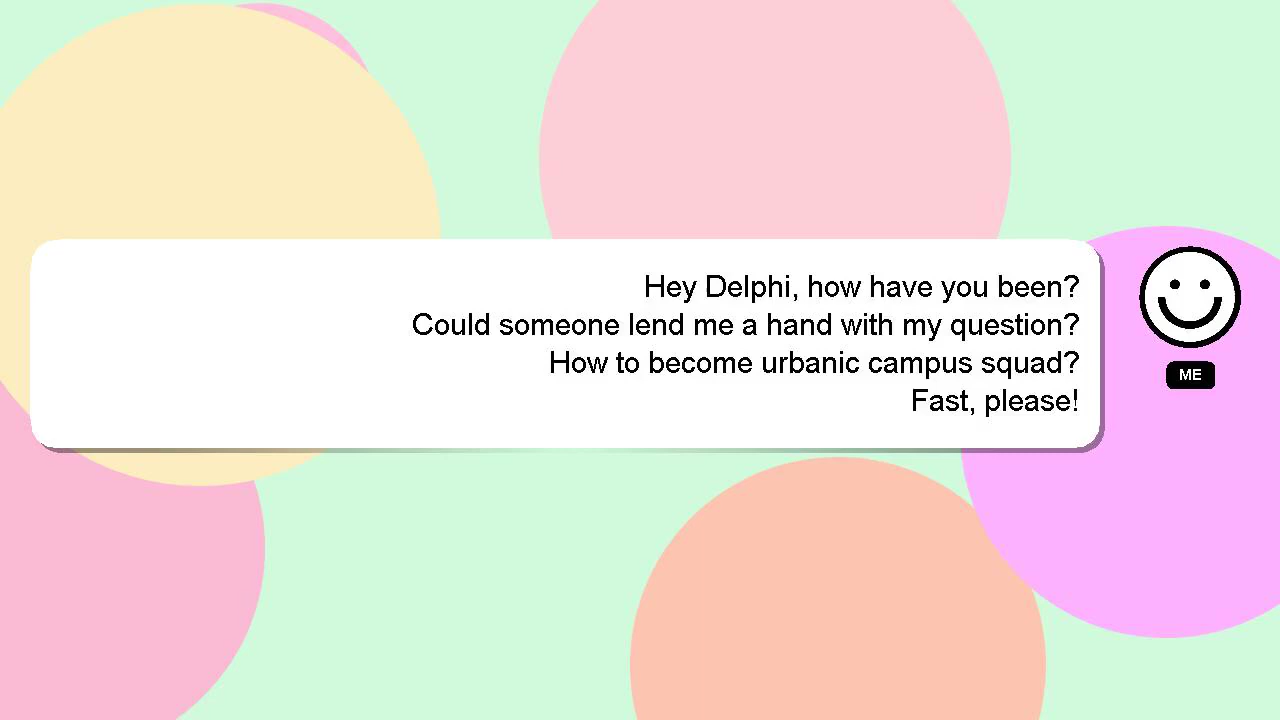 Hey Delphi, how have you been?
Could someone lend me a hand with my question?
How to become urbanic campus squad?
Fast, please!
ME